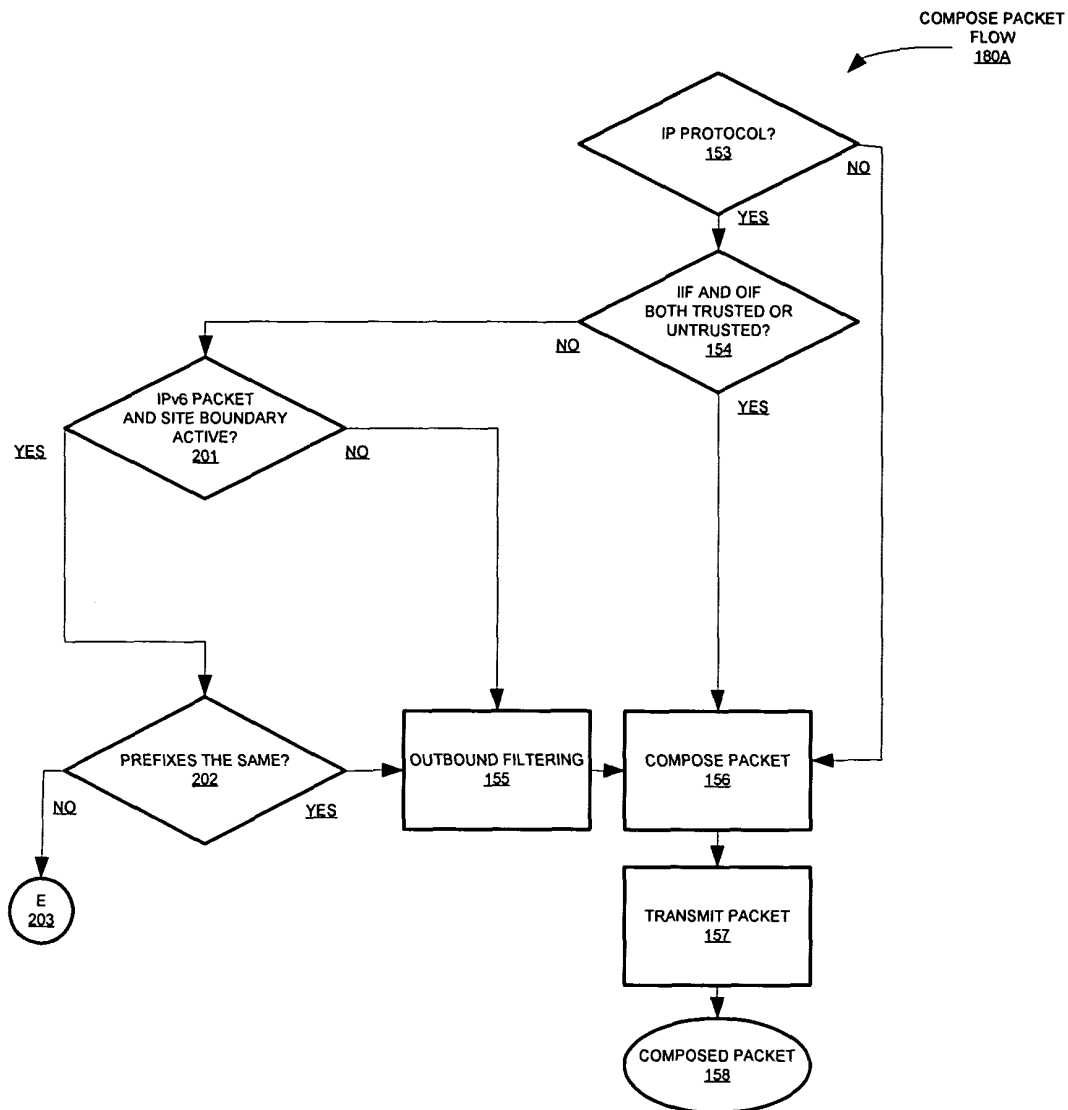 COMPOSE PACKET
FLOW
180A
IP PROTOCOL?
153
NO
YES
IIF AND OIF
BOTH TRUSTED OR
UNTRUSTED?
154
NO
YES
IPv6 PACKET
AND SITE BOUNDARY
ACTIVE?
201
YES
NO
PREFIXES THE SAME?
202
NO
YES
OUTBOUND FILTERING
155
COMPOSE PACKET
156
E
203
TRANSMIT PACKET
157
COMPOSED PACKET
158